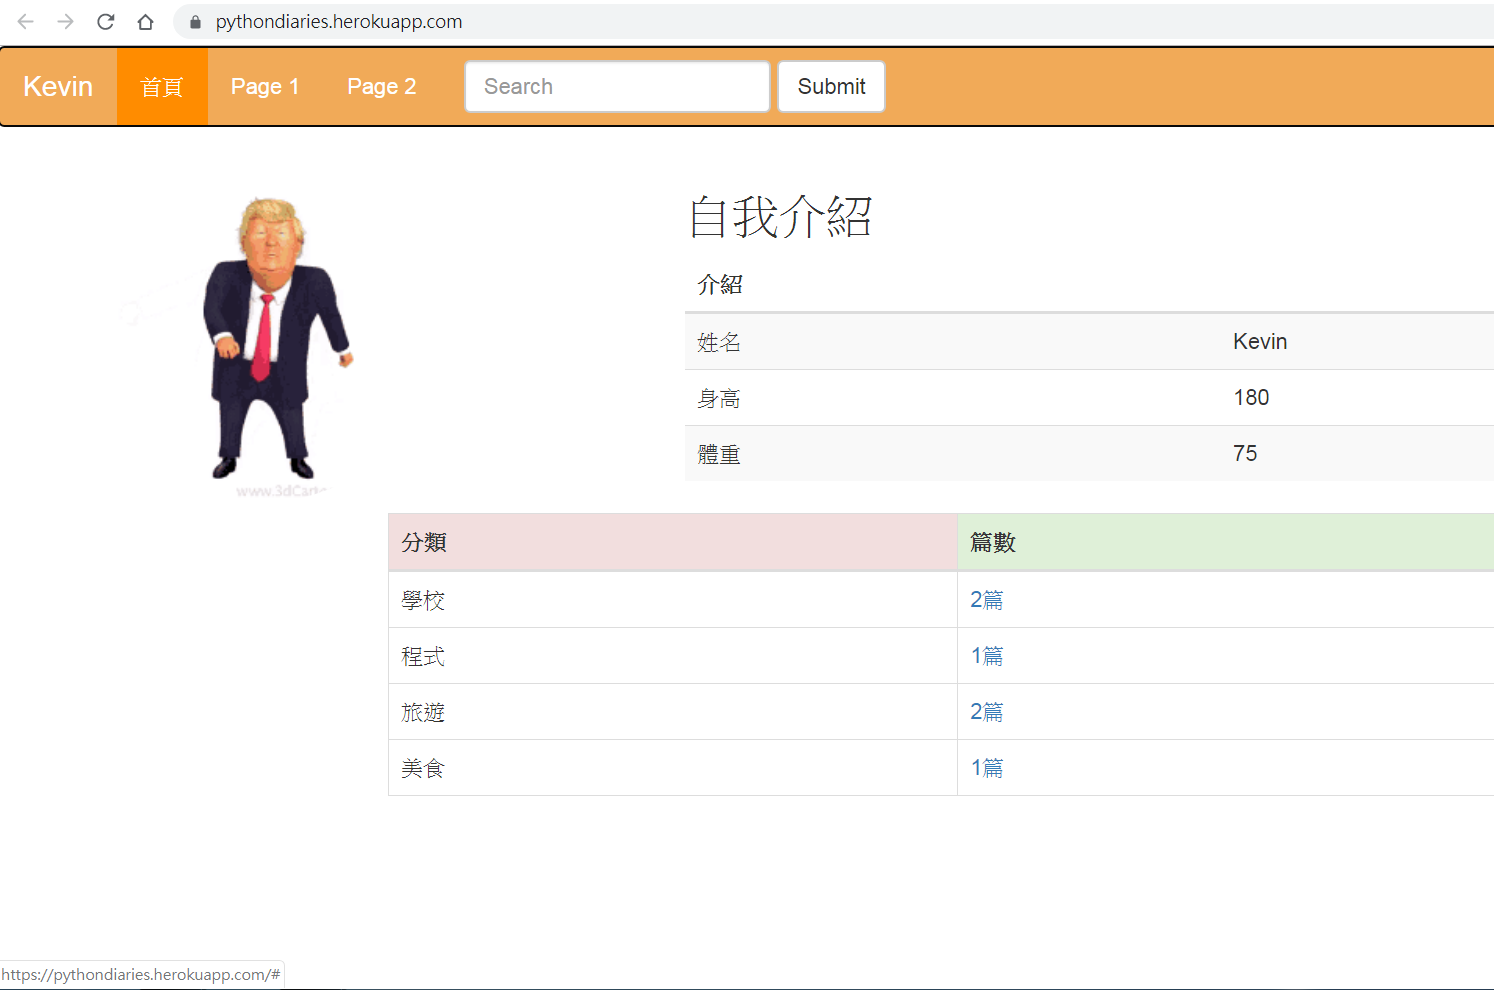 pythondiaries.herokuapp.com
Kevin 首頁 Page 1 Page 2 Search Submit
自我介紹
介紹
姓名 Kevin
身高 180
體重 75
www.3dCarto
分類 篇數
學校 2篇
程式 1篇
旅遊 2篇
美食 1篇
https://pythondiaries.herokuapp.com/#